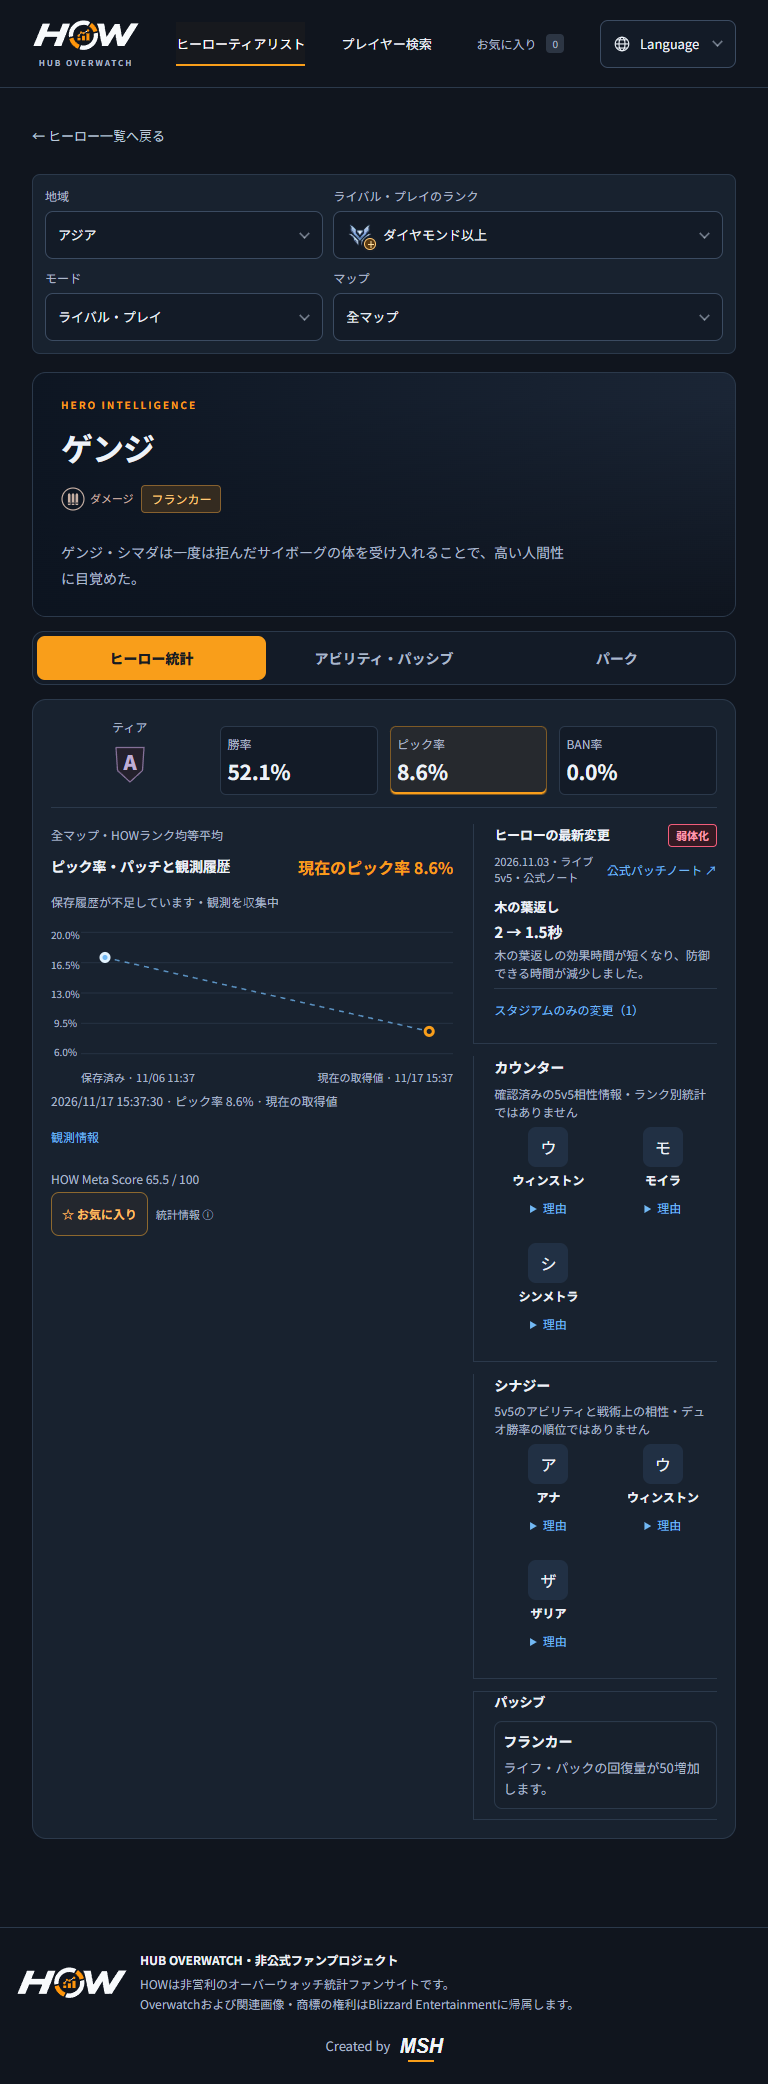 HOW
HUB OVERWATCH
ヒーローティアリスト
プレイヤー検索
お気に入り 0
Language
← ヒーロー一覧へ戻る
地域
ライバル・プレイのランク
アジア
ダイヤモンド以上
モード
マップ
ライバル・プレイ
全マップ
HERO INTELLIGENCE
ゲンジ
ダメージ フランカー
ゲンジ・シマダは一度は拒んだサイボーグの体を受け入れることで、高い人間性
に目覚めた。
ヒーロー統計
アビリティ・パッシブ
パーク
ティア
A
勝率
52.1%
ピック率
8.6%
BAN率
0.0%
全マップ・HOWランク均等平均
ピック率・パッチと観測履歴
現在のピック率 8.6%
保存履歴が不足しています・観測を収集中
20.0%
16.5%
13.0%
9.5%
6.0%
保存済み · 11/06 11:37
現在の取得値 · 11/17 15:37
2026/11/17 15:37:30 · ピック率 8.6% · 現在の取得値
観測情報
HOW Meta Score 65.5 / 100
☆ お気に入り
統計情報 ⓘ
ヒーローの最新変更
弱体化
2026.11.03・ライブ
5v5・公式ノート
公式パッチノート ↗
木の葉返し
2 → 1.5秒
木の葉返しの効果時間が短くなり、防御
できる時間が減少しました。
スタジアムのみの変更（1）
カウンター
確認済みの5v5相性情報・ランク別統計
ではありません
ウ
ウィンストン
▶ 理由
モ
モイラ
▶ 理由
シ
シンメトラ
▶ 理由
シナジー
5v5のアビリティと戦術上の相性・デュ
オ勝率の順位ではありません
ア
アナ
▶ 理由
ウ
ウィンストン
▶ 理由
ザ
ザリア
▶ 理由
パッシブ
フランカー
ライフ・パックの回復量が50増加
します。
HOW
HUB OVERWATCH・非公式ファンプロジェクト
HOWは非営利のオーバーウォッチ統計ファンサイトです。
Overwatchおよび関連画像・商標の権利はBlizzard Entertainmentに帰属します。
Created by MSH